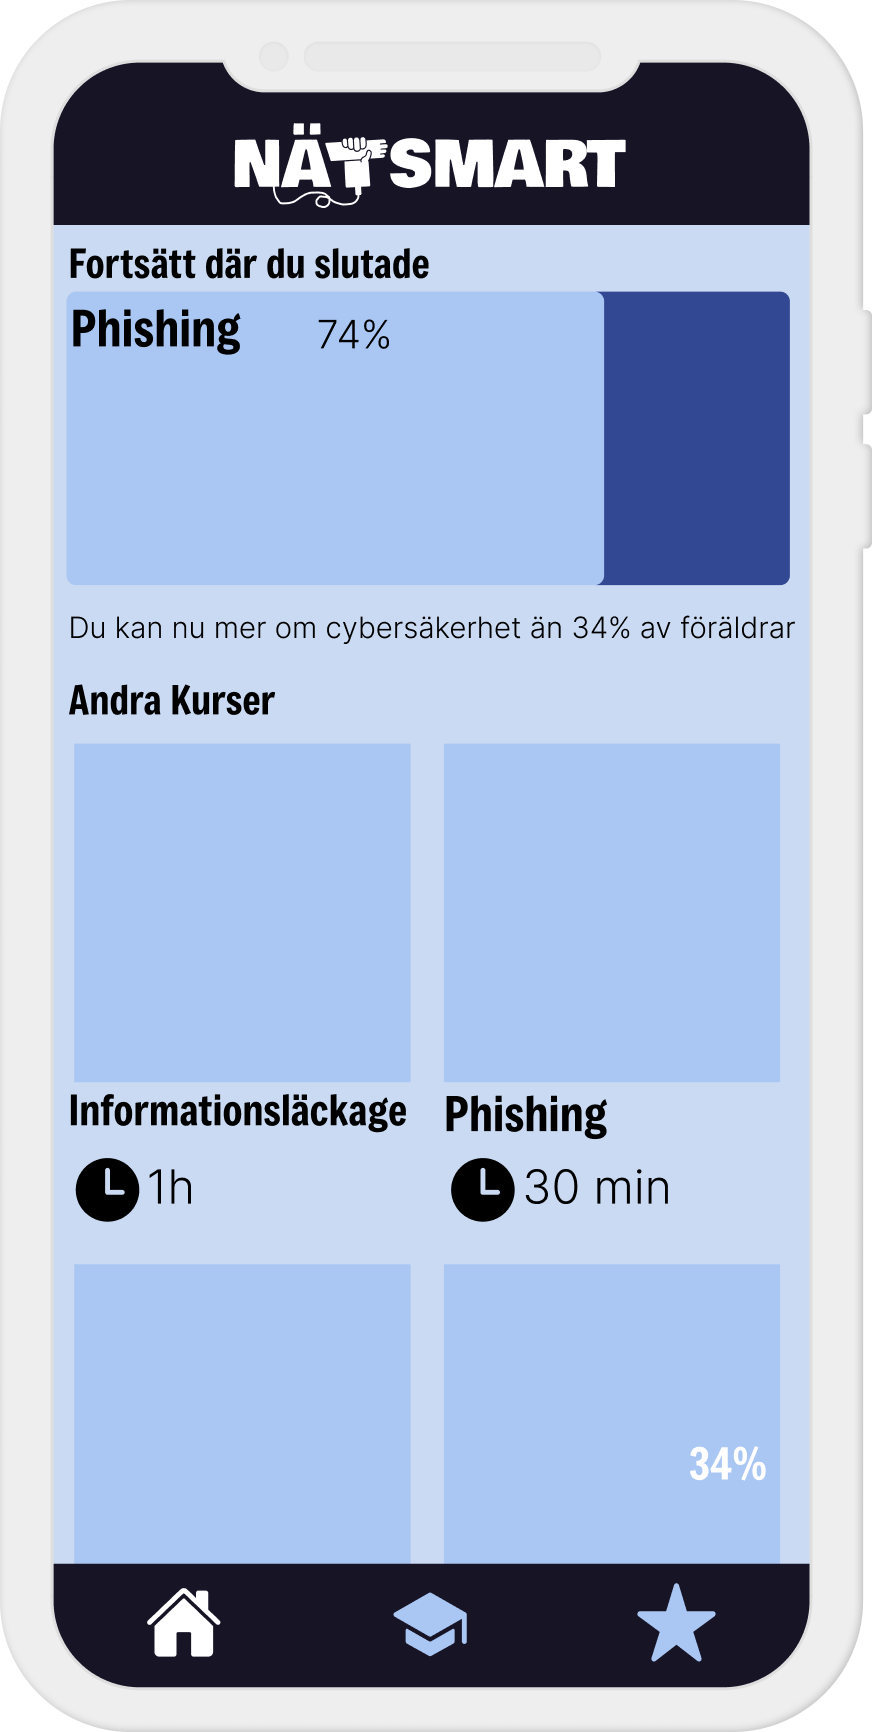 NÄTSMART
Fortsätt där du slutade
Phishing 74%
Du kan nu mer om cybersäkerhet än 34% av föräldrar
Andra Kurser
Informationsläckage Phishing
1h 30 min
34%